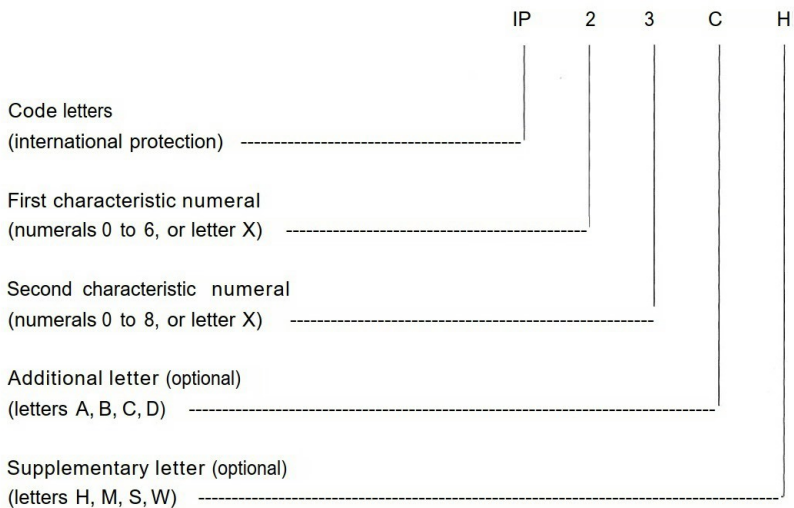 IP 2 3 C H
Code letters
(international protection)
First characteristic numeral
(numerals 0 to 6, or letter X)
Second characteristic numeral
(numerals 0 to 8, or letter X)
Additional letter (optional)
(letters A, B, C, D)
Supplementary letter (optional)
(letters H, M, S, W)